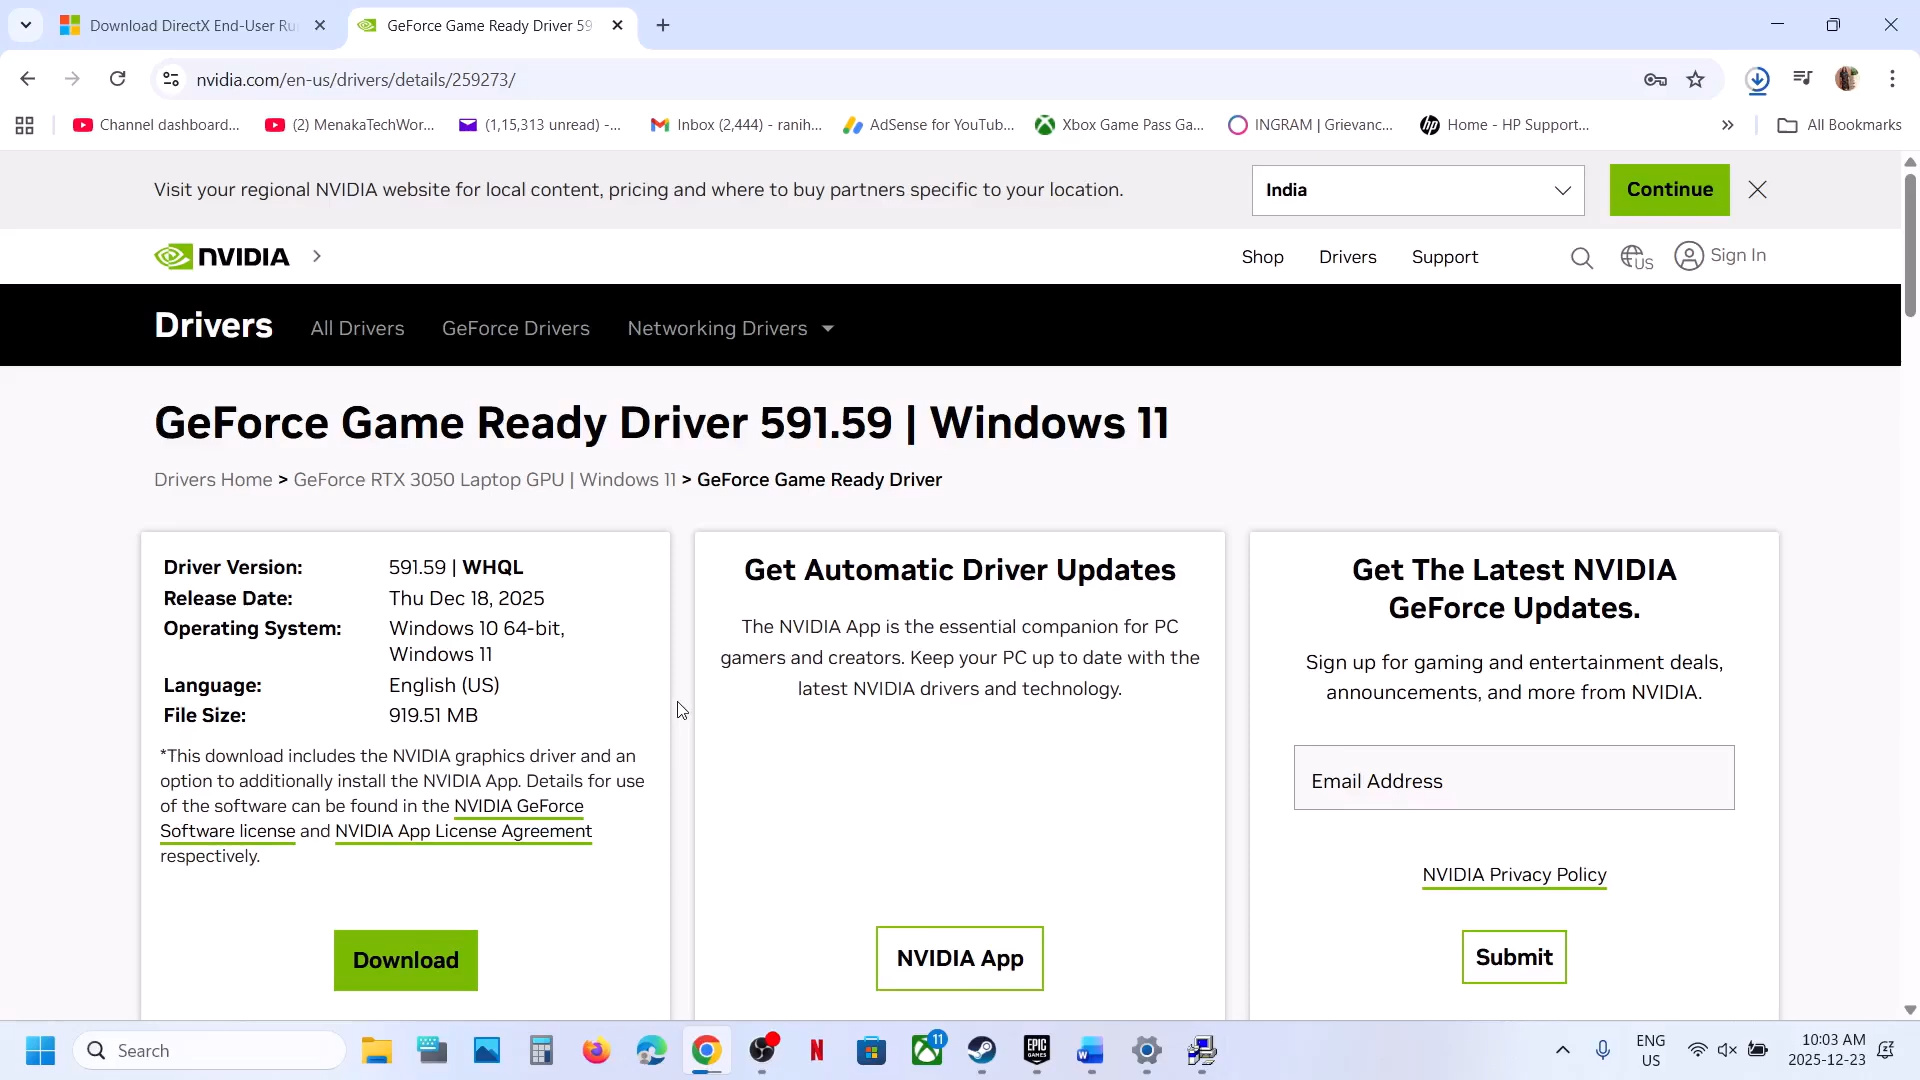 Download DirectX End-User Ru
GeForce Game Ready Driver 59
nvidia.com/en-us/drivers/details/259273/
Channel dashboard...
(2) MenakaTechWor...
(1,15,313 unread) -...
Inbox (2,444) - ranih...
AdSense for YouTub...
Xbox Game Pass Ga...
INGRAM | Grievanc...
Home - HP Support...
All Bookmarks
Visit your regional NVIDIA website for local content, pricing and where to buy partners specific to your location.
India
Continue
NVIDIA
Shop
Drivers
Support
US
Sign In
Drivers
All Drivers
GeForce Drivers
Networking Drivers
GeForce Game Ready Driver 591.59 | Windows 11
Drivers Home > GeForce RTX 3050 Laptop GPU | Windows 11 > GeForce Game Ready Driver
Driver Version: 591.59 | WHQL
Release Date: Thu Dec 18, 2025
Operating System: Windows 10 64-bit,
Windows 11
Language: English (US)
File Size: 919.51 MB
*This download includes the NVIDIA graphics driver and an
option to additionally install the NVIDIA App. Details for use
of the software can be found in the NVIDIA GeForce
Software license and NVIDIA App License Agreement
respectively.
Download
Get Automatic Driver Updates
The NVIDIA App is the essential companion for PC
gamers and creators. Keep your PC up to date with the
latest NVIDIA drivers and technology.
NVIDIA App
Get The Latest NVIDIA
GeForce Updates.
Sign up for gaming and entertainment deals,
announcements, and more from NVIDIA.
Email Address
NVIDIA Privacy Policy
Submit
Search
N
11
EPIC
GAMES
W
ENG
US
10:03 AM
2025-12-23